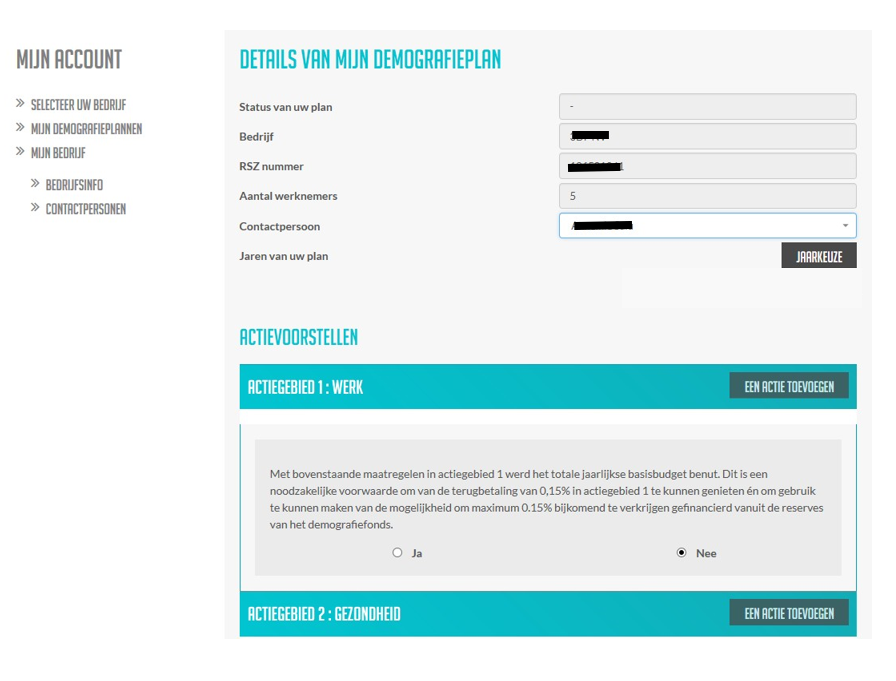 MIJN ACCOUNT
SELECTEER UW BEDRIJF
MIJN DEMOGRAFIEPLANNEN
MIJN BEDRIJF
BEDRIJFSINFO
CONTACTPERSONEN
DETAILS VAN MIJN DEMOGRAFIEPLAN
Status van uw plan -
Bedrijf
RSZ nummer
Aantal werknemers 5
Contactpersoon
Jaren van uw plan JAARKEUZE
ACTIEVOORSTELLEN
ACTIEGEBIED 1 : WERK EEN ACTIE TOEVOEGEN
Met bovenstaande maatregelen in actiegebied 1 werd het totale jaarlijkse basisbudget benut. Dit is een
noodzakelijke voorwaarde om van de terugbetaling van 0,15% in actiegebied 1 te kunnen genieten én om gebruik
te kunnen maken van de mogelijkheid om maximum 0.15% bijkomend te verkrijgen gefinancierd vanuit de reserves
van het demografiefonds.
Ja Nee
ACTIEGEBIED 2 : GEZONDHEID EEN ACTIE TOEVOEGEN